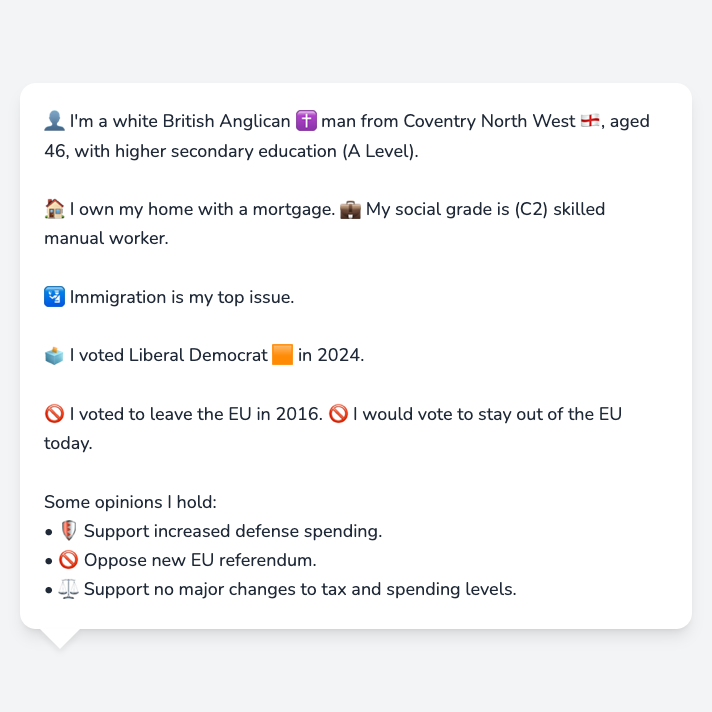 👤 I'm a white British Anglican ✝️ man from Coventry North West 🏴󠁧󠁢󠁥󠁮󠁧󠁿, aged
46, with higher secondary education (A Level).
🏠 I own my home with a mortgage. 💼 My social grade is (C2) skilled
manual worker.
🛂 Immigration is my top issue.
🗳️ I voted Liberal Democrat 🟧 in 2024.
🚫 I voted to leave the EU in 2016. 🚫 I would vote to stay out of the EU
today.
Some opinions I hold:
• 🛡️ Support increased defense spending.
• 🚫 Oppose new EU referendum.
• ⚖️ Support no major changes to tax and spending levels.